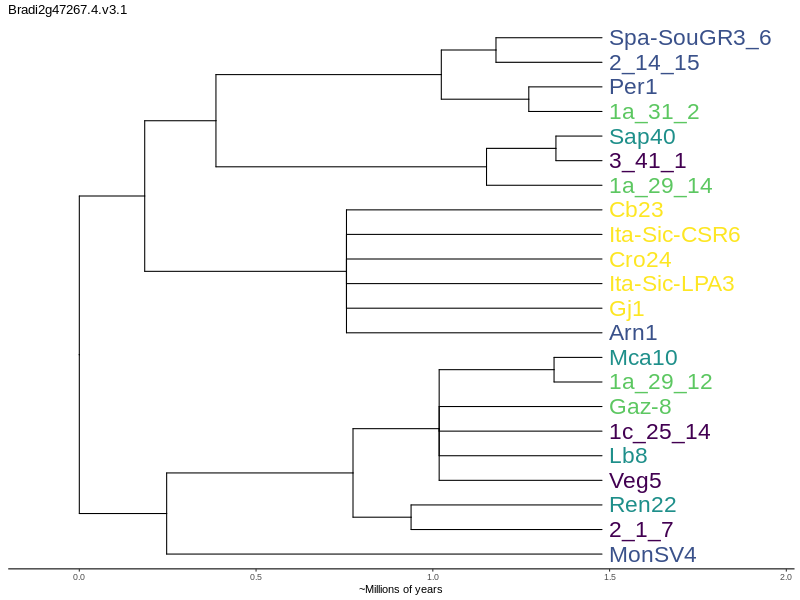 Bradi2g47267.4.v3.1
Spa-SouGR3_6
2_14_15
Per1
1a_31_2
Sap40
3_41_1
1a_29_14
Cb23
Ita-Sic-CSR6
Cro24
Ita-Sic-LPA3
Gj1
Arn1
Mca10
1a_29_12
Gaz-8
1c_25_14
Lb8
Veg5
Ren22
2_1_7
MonSV4
0.0 0.5 1.0 1.5 2.0
~Millions of years